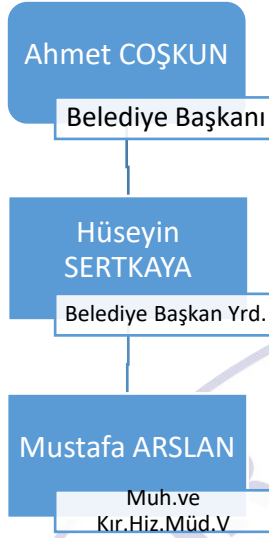 Ahmet COŞKUN
Belediye Başkanı
Hüseyin
SERTKAYA
Belediye Başkan Yrd.
Mustafa ARSLAN
Muh.ve
Kır.Hiz.Müd.V